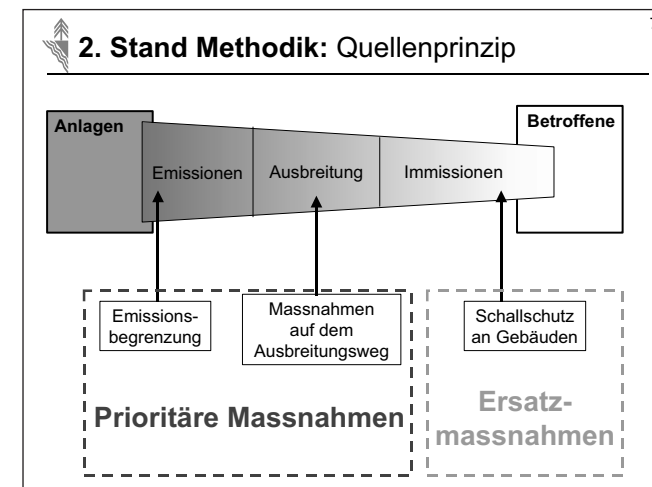 2. Stand Methodik: Quellenprinzip
Anlagen
Betroffene
Emissionen
Ausbreitung
Immissionen
Emissions-
begrenzung
Massnahmen
auf dem
Ausbreitungsweg
Schallschutz
an Gebäuden
Prioritäre Massnahmen
Ersatz-
massnahmen